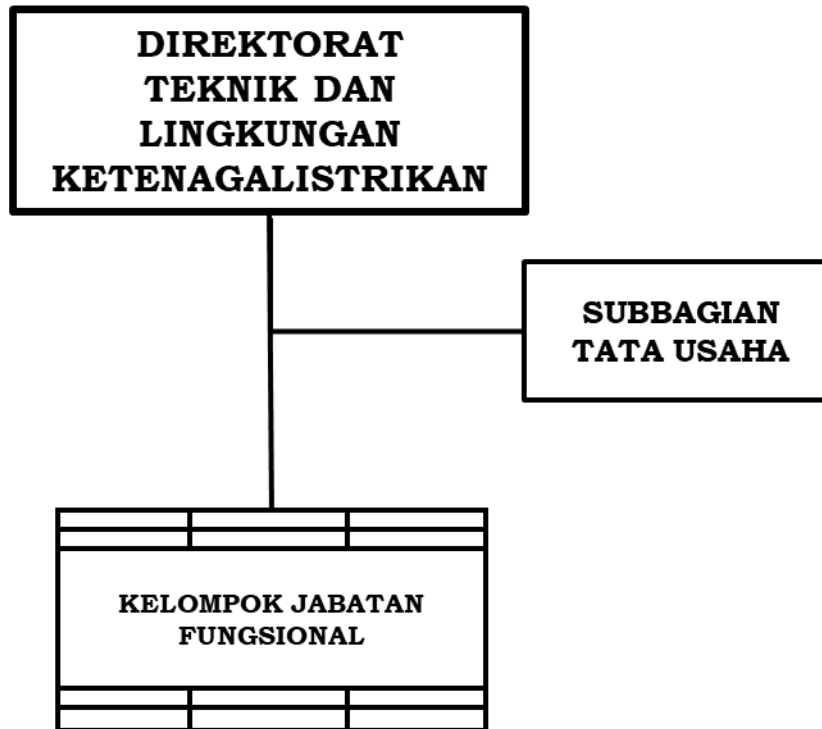 DIREKTORAT
TEKNIK DAN
LINGKUNGAN
KETENAGALISTRIKAN
SUBBAGIAN
TATA USAHA
KELOMPOK JABATAN
FUNGSIONAL